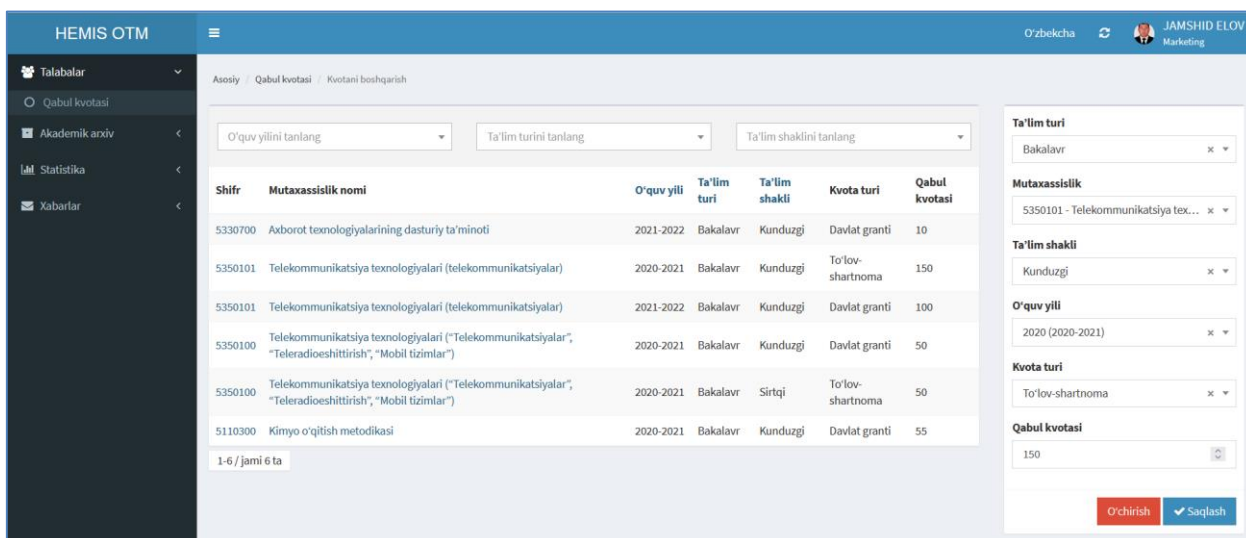 HEMIS OTM
O'zbekcha
JAMSHID ELOV
Marketing
Talabalar
Qabul kvotasi
Akademik arxiv
Statistika
Xabarlar
Asosiy / Qabul kvotasi / Kvotani boshqarish
O'quv yilini tanlang
Ta'lim turini tanlang
Ta'lim shaklini tanlang
Shifr Mutaxassislik nomi O'quv yili Ta'lim turi Ta'lim shakli Kvota turi Qabul kvotasi
5330700 Axborot texnologiyalarining dasturiy ta'minoti 2021-2022 Bakalavr Kunduzgi Davlat granti 10
5350101 Telekommunikatsiya texnologiyalari (telekommunikatsiyalar) 2020-2021 Bakalavr Kunduzgi To'lov-shartnoma 150
5350101 Telekommunikatsiya texnologiyalari (telekommunikatsiyalar) 2021-2022 Bakalavr Kunduzgi Davlat granti 100
5350100 Telekommunikatsiya texnologiyalari (“Telekommunikatsiyalar”, “Teleradioeshittirish”, “Mobil tizimlar”) 2020-2021 Bakalavr Kunduzgi Davlat granti 50
5350100 Telekommunikatsiya texnologiyalari (“Telekommunikatsiyalar”, “Teleradioeshittirish”, “Mobil tizimlar”) 2020-2021 Bakalavr Sirtqi To'lov-shartnoma 50
5110300 Kimyo o'qitish metodikasi 2020-2021 Bakalavr Kunduzgi Davlat granti 55
1-6 / jami 6 ta
Ta'lim turi
Bakalavr
Mutaxassislik
5350101 - Telekommunikatsiya tex...
Ta'lim shakli
Kunduzgi
O'quv yili
2020 (2020-2021)
Kvota turi
To'lov-shartnoma
Qabul kvotasi
150
O'chirish
Saqlash